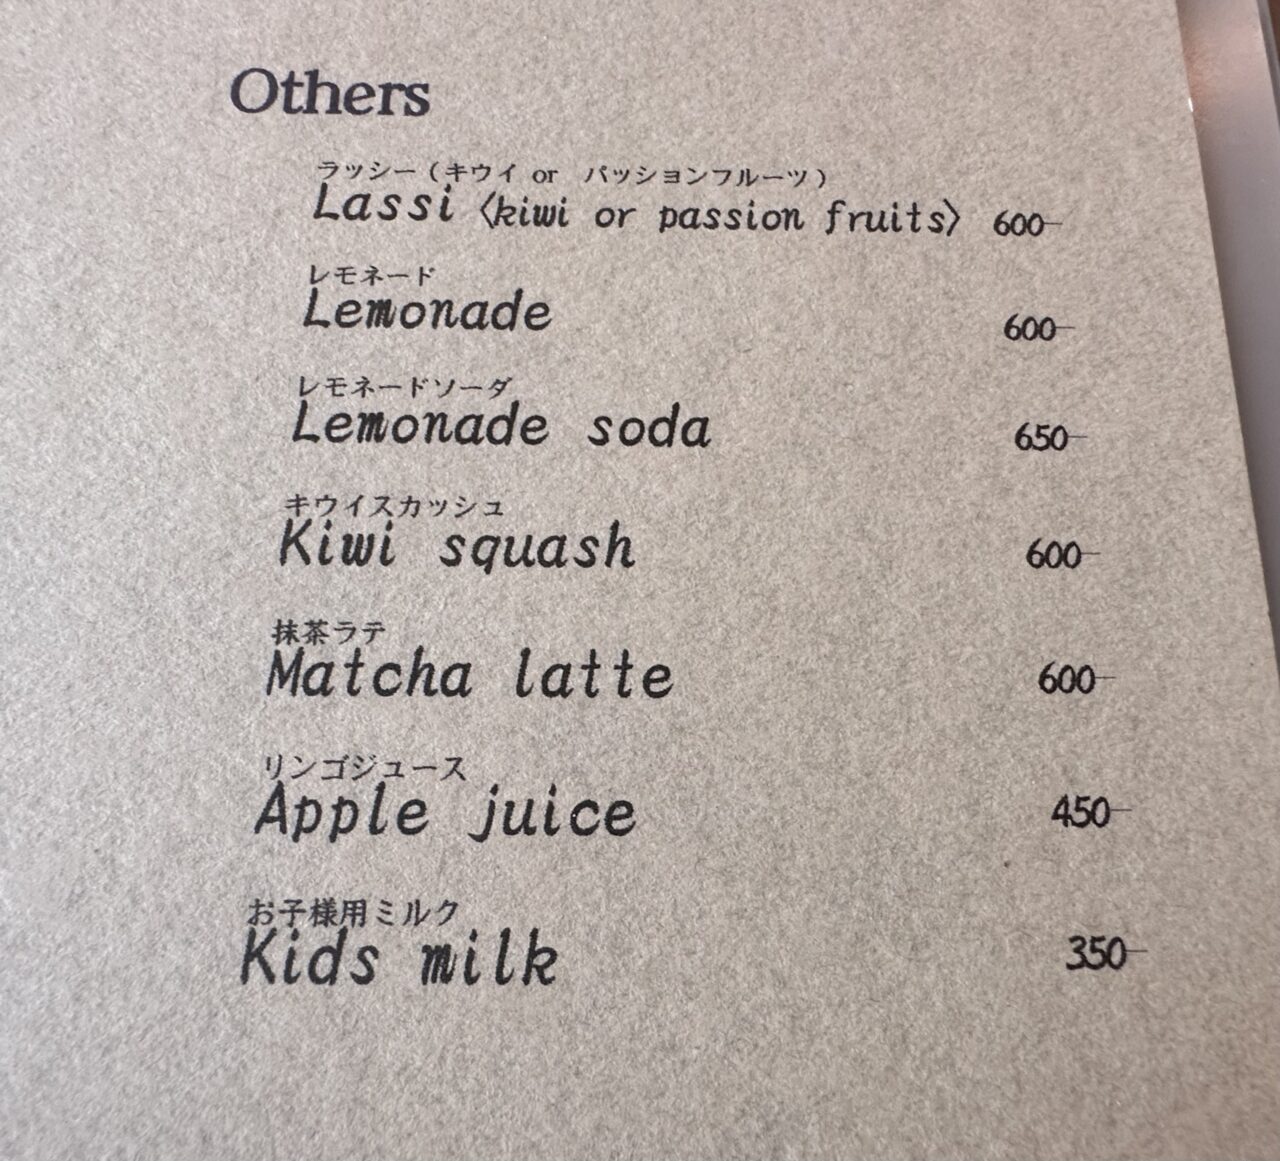 Others
ラッシー（キウイ or パッションフルーツ）
Lassi 〈kiwi or passion fruits〉 600—
レモネード
Lemonade 600—
レモネードソーダ
Lemonade soda 650—
キウイスカッシュ
Kiwi squash 600—
抹茶ラテ
Matcha latte 600—
リンゴジュース
Apple juice 450—
お子様用ミルク
Kids milk 350—